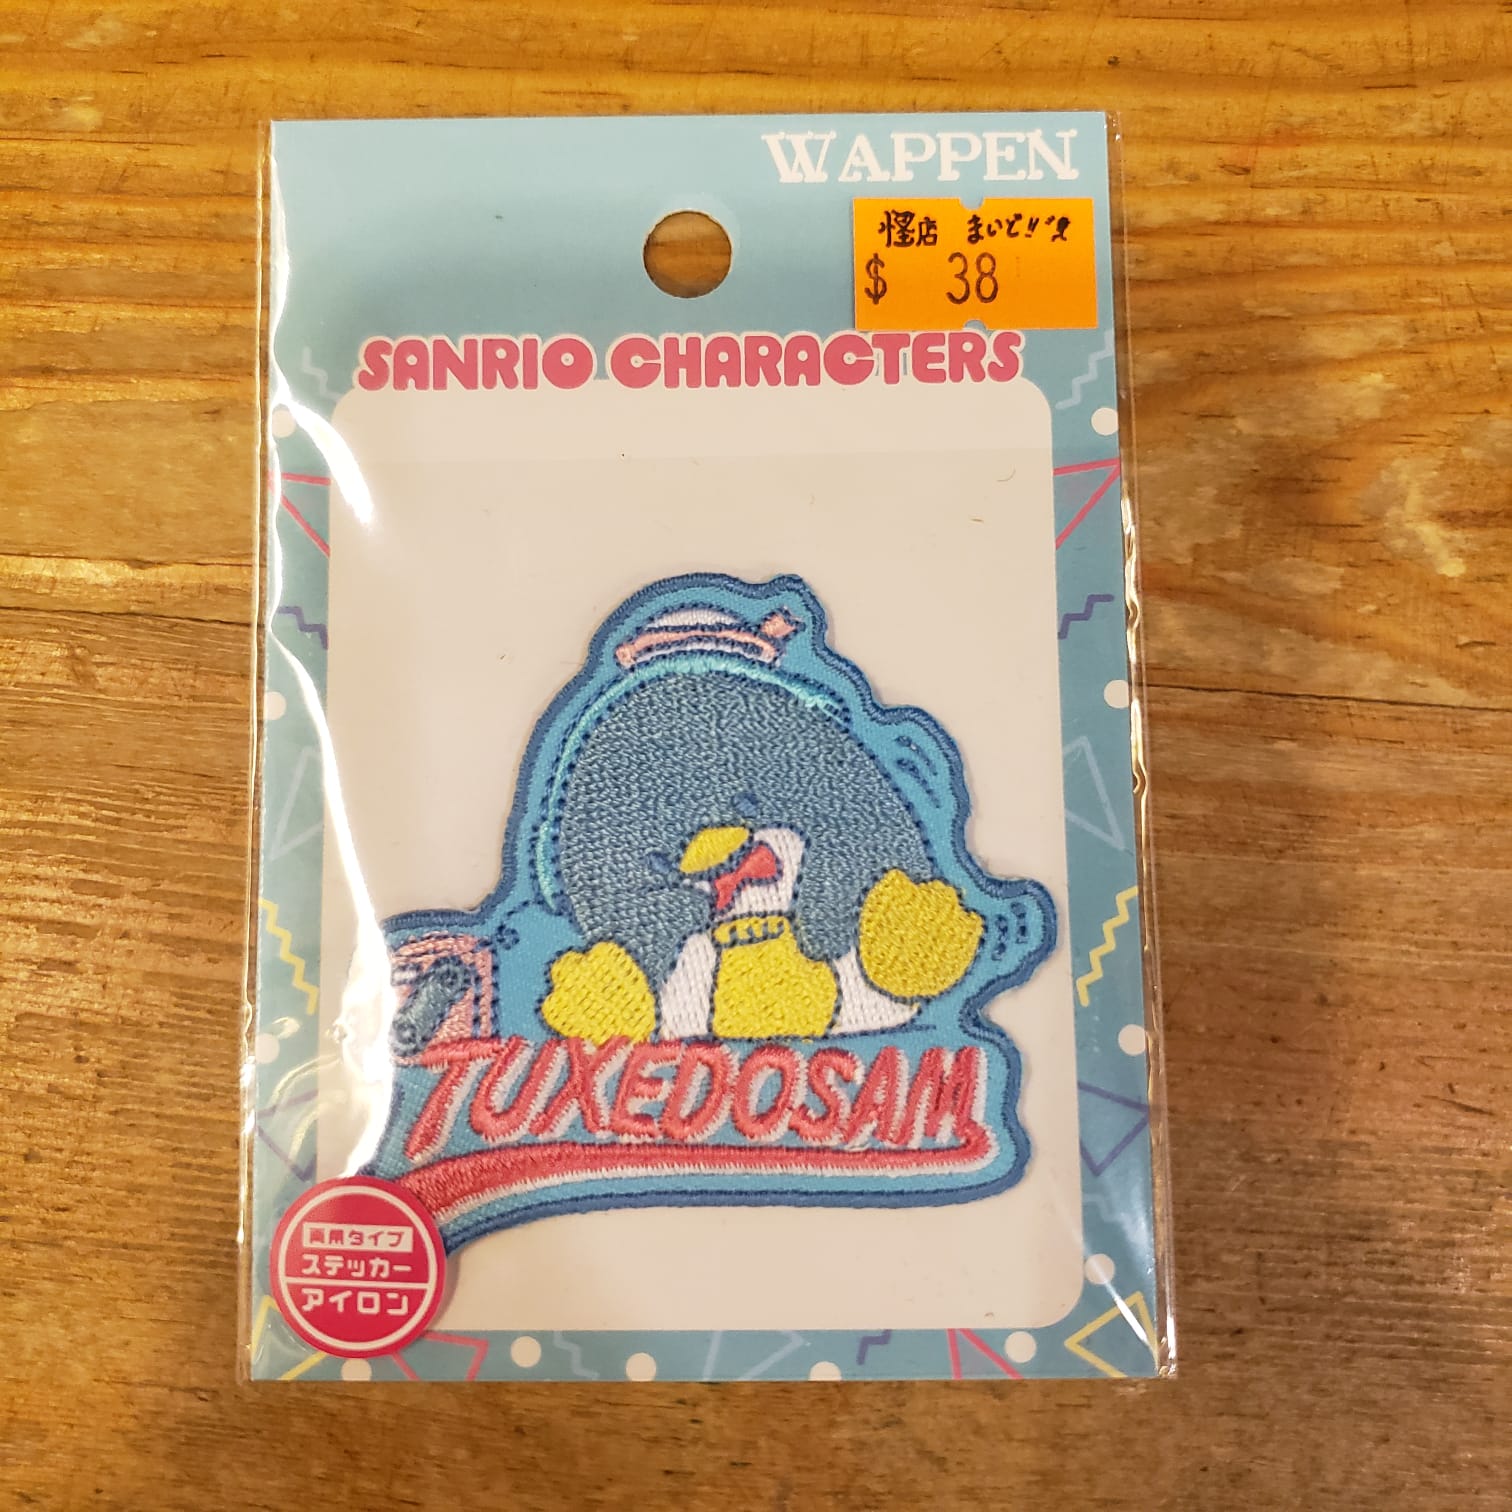 WAPPEN
怪店 まいど!!
$ 38
SANRIO CHARACTERS
TUXEDOSAM
両用タイプ
ステッカー
アイロン